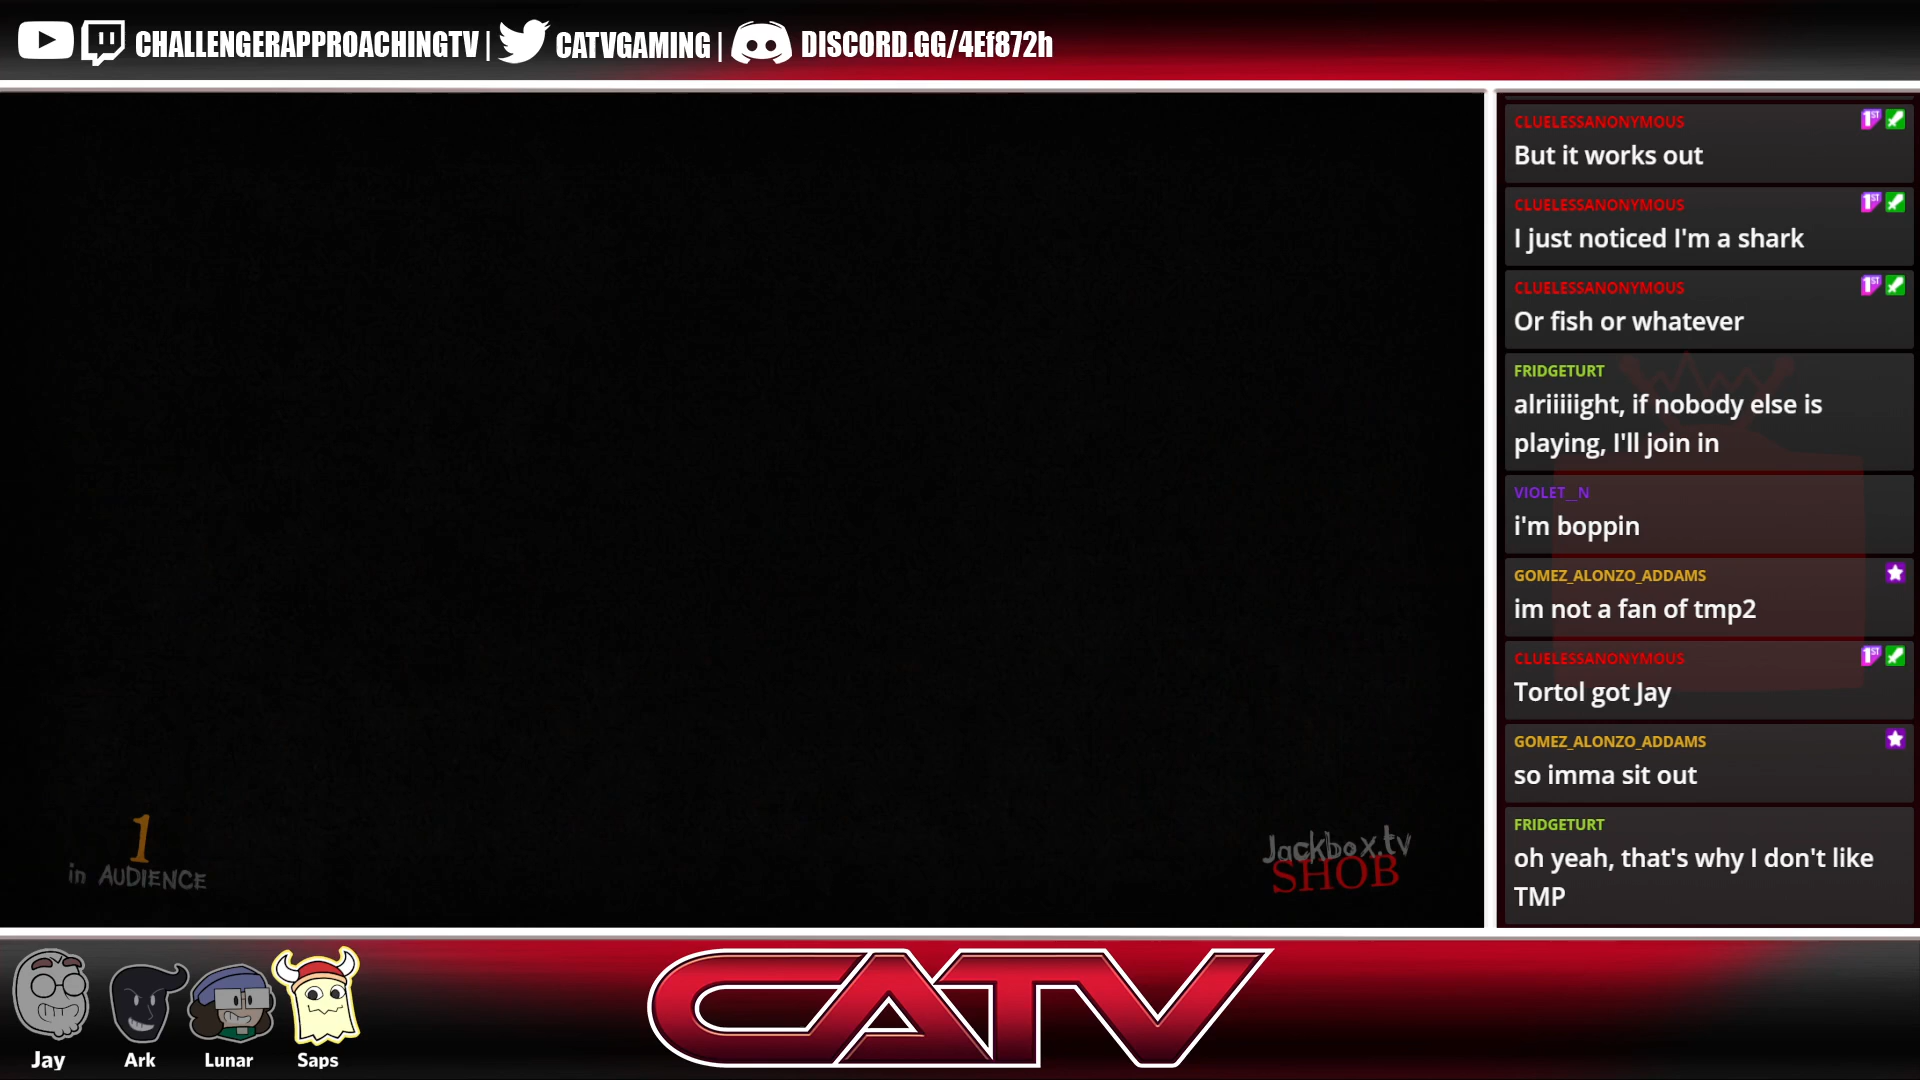 CHALLENGERAPPROACHINGTV | CATVGAMING | DISCORD.GG/4Ef872h
CLUELESSANONYMOUS
But it works out
CLUELESSANONYMOUS
I just noticed I'm a shark
CLUELESSANONYMOUS
Or fish or whatever
FRIDGETURT
alriiiiight, if nobody else is
playing, I'll join in
VIOLET__N
i'm boppin
GOMEZ_ALONZO_ADDAMS
im not a fan of tmp2
CLUELESSANONYMOUS
Tortol got Jay
GOMEZ_ALONZO_ADDAMS
so imma sit out
FRIDGETURT
oh yeah, that's why I don't like
TMP
1
in AUDIENCE
Jackbox.tv
SHOB
Jay
Ark
Lunar
Saps
CATV